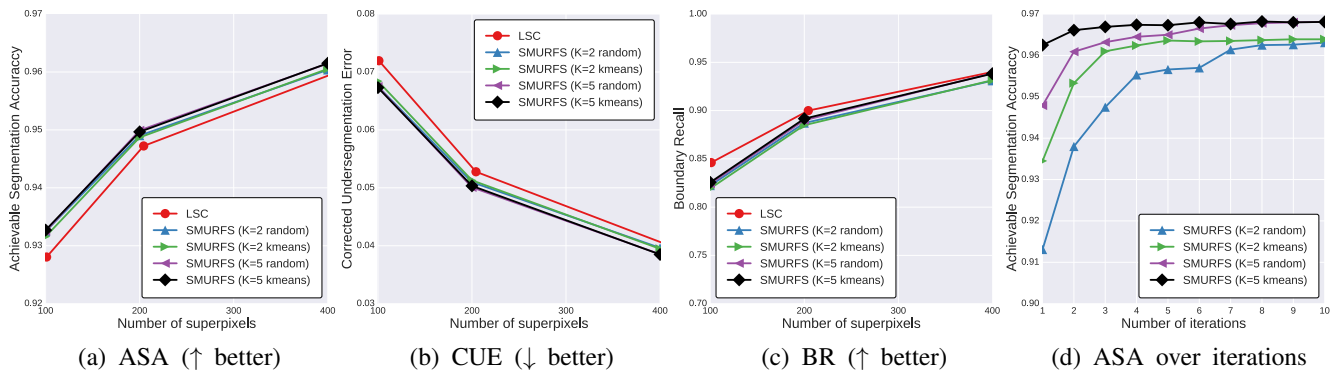 0.97
0.96
0.95
0.94
0.93
0.92
100
200
300
400
Achievable Segmentation Accuraccy
Number of superpixels
LSC
SMURFS (K=2 random)
SMURFS (K=2 kmeans)
SMURFS (K=5 random)
SMURFS (K=5 kmeans)
(a) ASA (↑ better)
0.08
0.07
0.06
0.05
0.04
0.03
100
200
300
400
Corrected Undersegmentation Error
Number of superpixels
LSC
SMURFS (K=2 random)
SMURFS (K=2 kmeans)
SMURFS (K=5 random)
SMURFS (K=5 kmeans)
(b) CUE (↓ better)
1.00
0.95
0.90
0.85
0.80
0.75
0.70
100
200
300
400
Boundary Recall
Number of superpixels
LSC
SMURFS (K=2 random)
SMURFS (K=2 kmeans)
SMURFS (K=5 random)
SMURFS (K=5 kmeans)
(c) BR (↑ better)
0.97
0.96
0.95
0.94
0.93
0.92
0.91
0.90
1
2
3
4
5
6
7
8
9
10
Achievable Segmentation Accuraccy
Number of iterations
SMURFS (K=2 random)
SMURFS (K=2 kmeans)
SMURFS (K=5 random)
SMURFS (K=5 kmeans)
(d) ASA over iterations